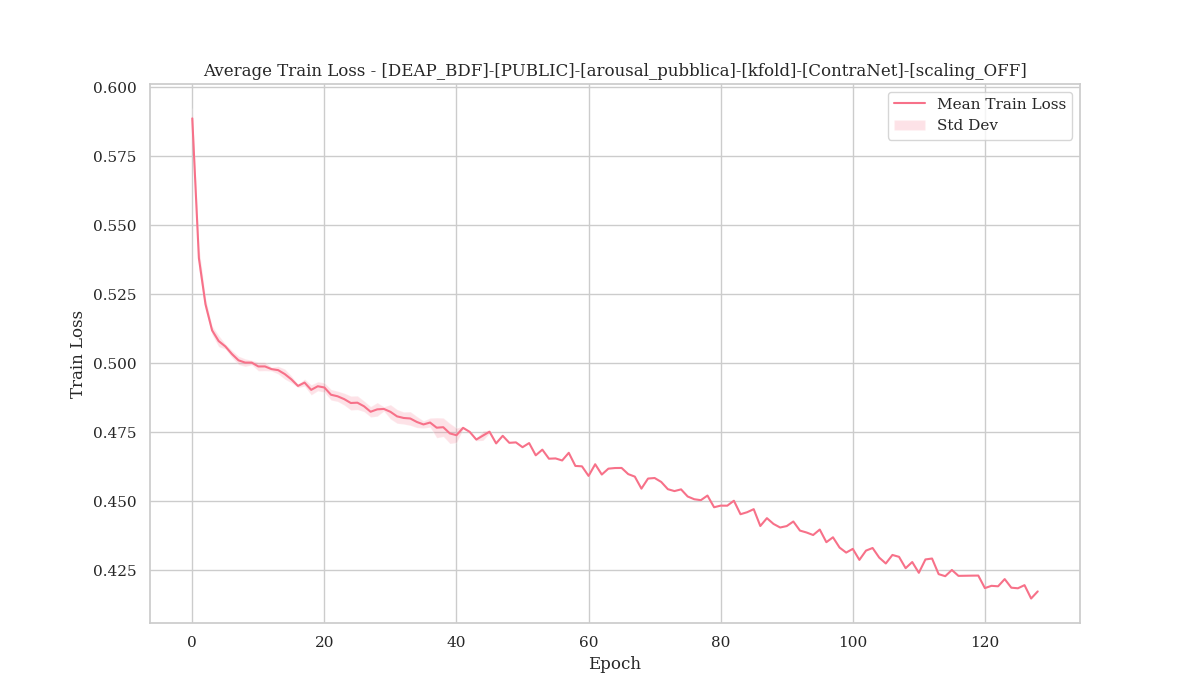 Average Train Loss - [DEAP_BDF]-[PUBLIC]-[arousal_pubblica]-[kfold]-[ContraNet]-[scaling_OFF]
Mean Train Loss
Std Dev
Train Loss
0.600
0.575
0.550
0.525
0.500
0.475
0.450
0.425
0 20 40 60 80 100 120
Epoch